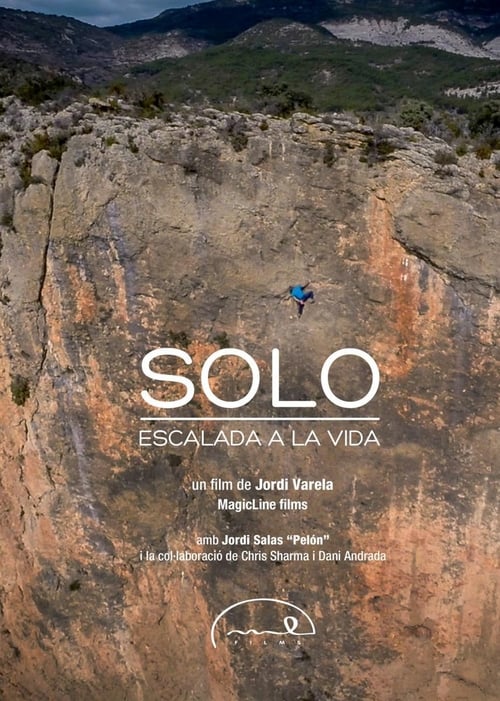 SOLO
ESCALADA A LA VIDA
un film de Jordi Varela
MagicLine films
amb Jordi Salas “Pelón”
i la col·laboració de Chris Sharma i Dani Andrada
FILMS